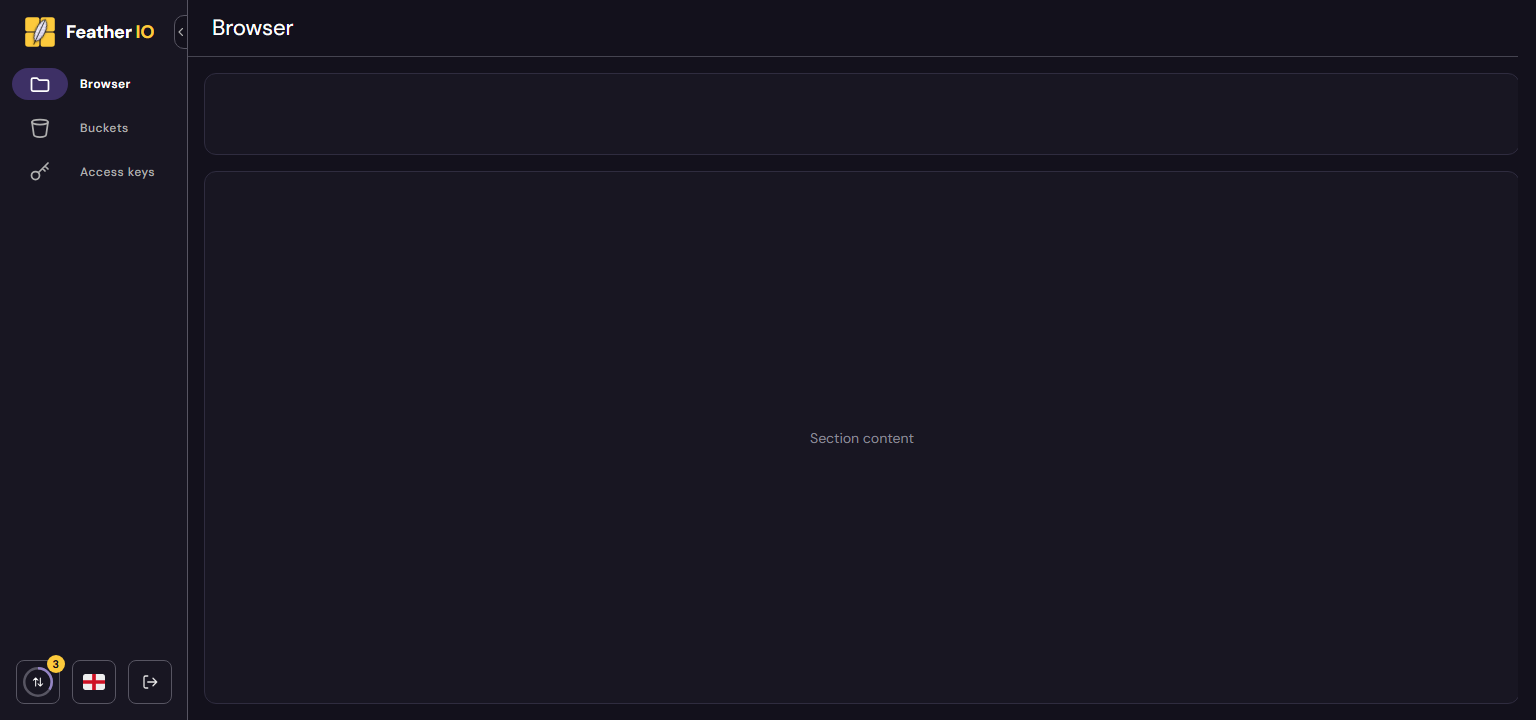 Feather IO
Browser
Browser
Buckets
Access keys
Section content
3